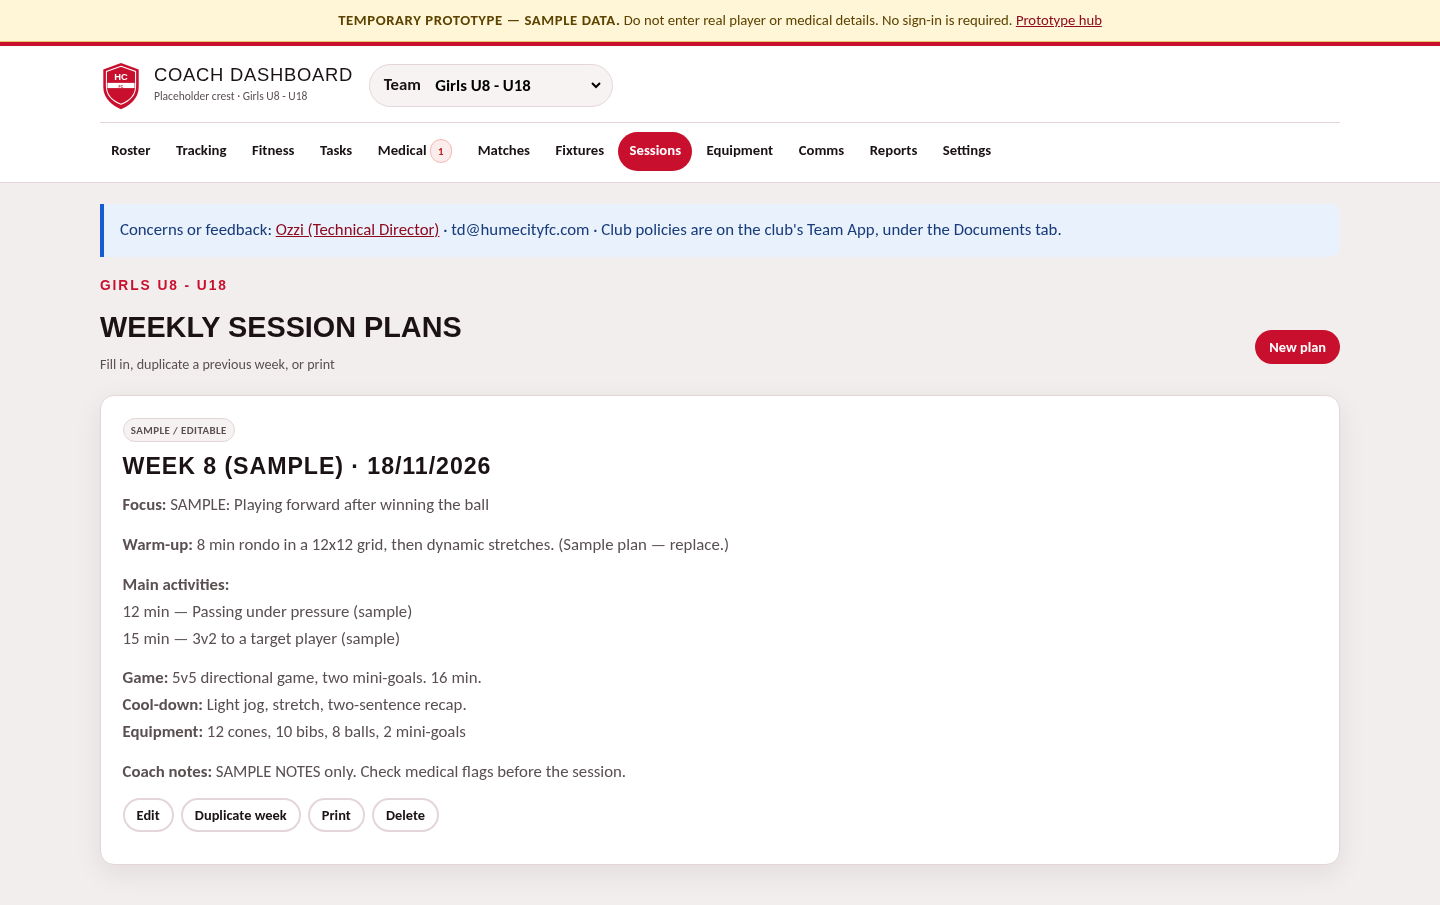 TEMPORARY PROTOTYPE — SAMPLE DATA. Do not enter real player or medical details. No sign-in is required. Prototype hub
HC
FC
COACH DASHBOARD
Placeholder crest · Girls U8 - U18
Team Girls U8 - U18
Roster Tracking Fitness Tasks Medical 1 Matches Fixtures Sessions Equipment Comms Reports Settings
Concerns or feedback: Ozzi (Technical Director) · td@humecityfc.com · Club policies are on the club's Team App, under the Documents tab.
GIRLS U8 - U18
WEEKLY SESSION PLANS
Fill in, duplicate a previous week, or print
New plan
SAMPLE / EDITABLE
WEEK 8 (SAMPLE) · 18/11/2026
Focus: SAMPLE: Playing forward after winning the ball
Warm-up: 8 min rondo in a 12x12 grid, then dynamic stretches. (Sample plan — replace.)
Main activities:
12 min — Passing under pressure (sample)
15 min — 3v2 to a target player (sample)
Game: 5v5 directional game, two mini-goals. 16 min.
Cool-down: Light jog, stretch, two-sentence recap.
Equipment: 12 cones, 10 bibs, 8 balls, 2 mini-goals
Coach notes: SAMPLE NOTES only. Check medical flags before the session.
Edit Duplicate week Print Delete